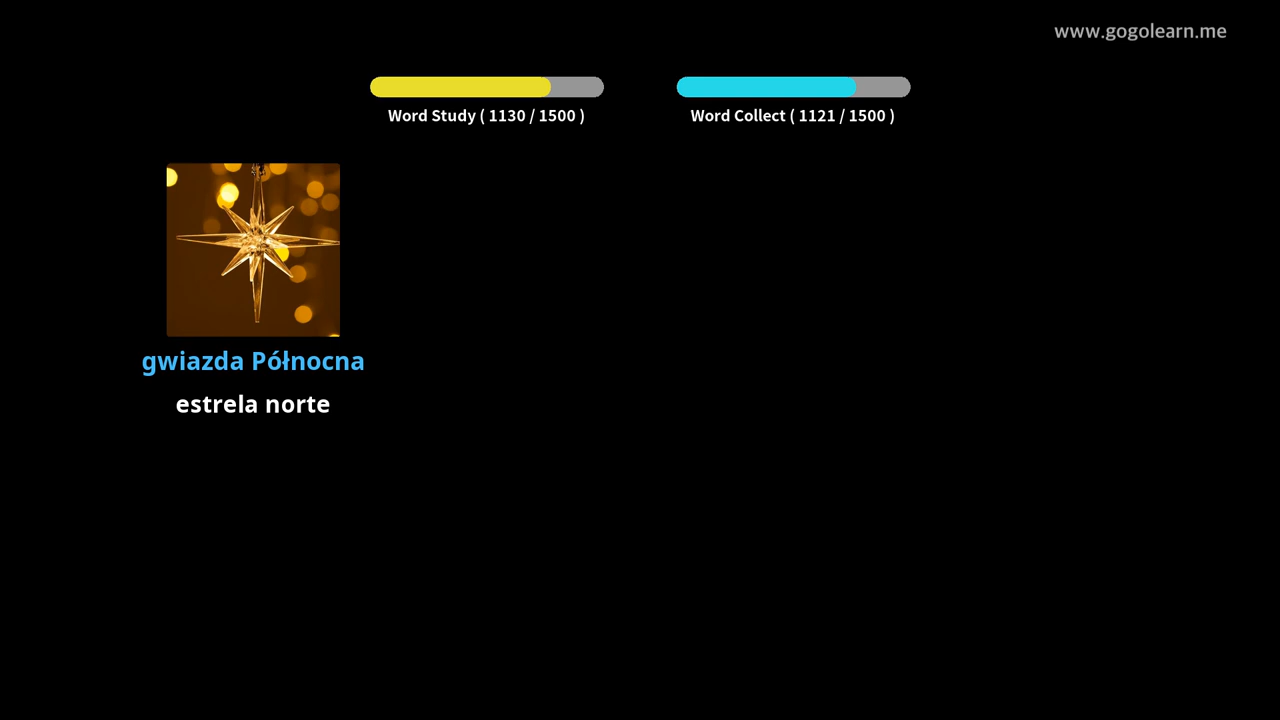 www.gogolearn.me
Word Study ( 1130 / 1500 )
Word Collect ( 1121 / 1500 )
gwiazda Północna
estrela norte